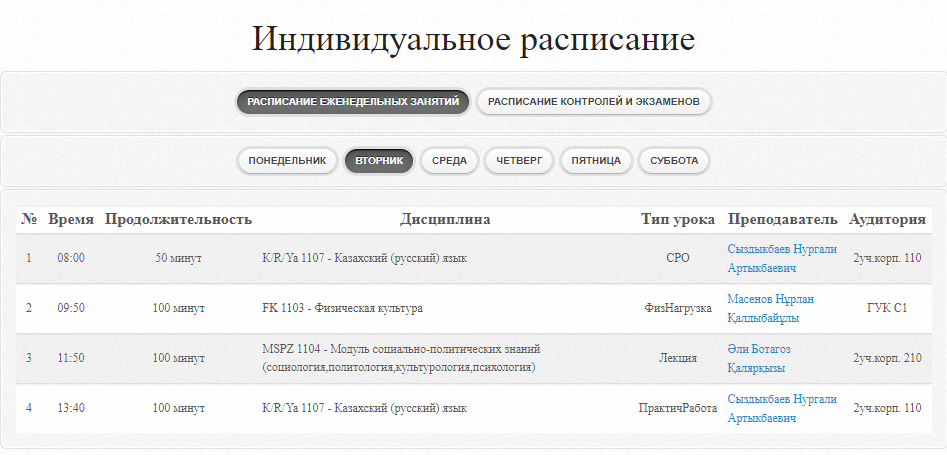 Индивидуальное расписание
РАСПИСАНИЕ ЕЖЕНЕДЕЛЬНЫХ ЗАНЯТИЙ РАСПИСАНИЕ КОНТРОЛЕЙ И ЭКЗАМЕНОВ
ПОНЕДЕЛЬНИК ВТОРНИК СРЕДА ЧЕТВЕРГ ПЯТНИЦА СУББОТА
№ Время Продолжительность Дисциплина Тип урока Преподаватель Аудитория
1 08:00 50 минут K/R/Ya 1107 - Казахский (русский) язык СРО Сыздыкбаев Нургали 2уч.корп. 110
Артыкбаевич
2 09:50 100 минут FK 1103 - Физическая культура ФизНагрузка Масенов Нұрлан ГУК С1
Қалдыбайұлы
3 11:50 100 минут MSPZ 1104 - Модуль социально-политических знаний Лекция Әли Ботагоз 2уч.корп. 210
(социология,политология,культурология,психология) Каляркызы
4 13:40 100 минут K/R/Ya 1107 - Казахский (русский) язык ПрактичРабота Сыздыкбаев Нургали 2уч.корп. 110
Артыкбаевич